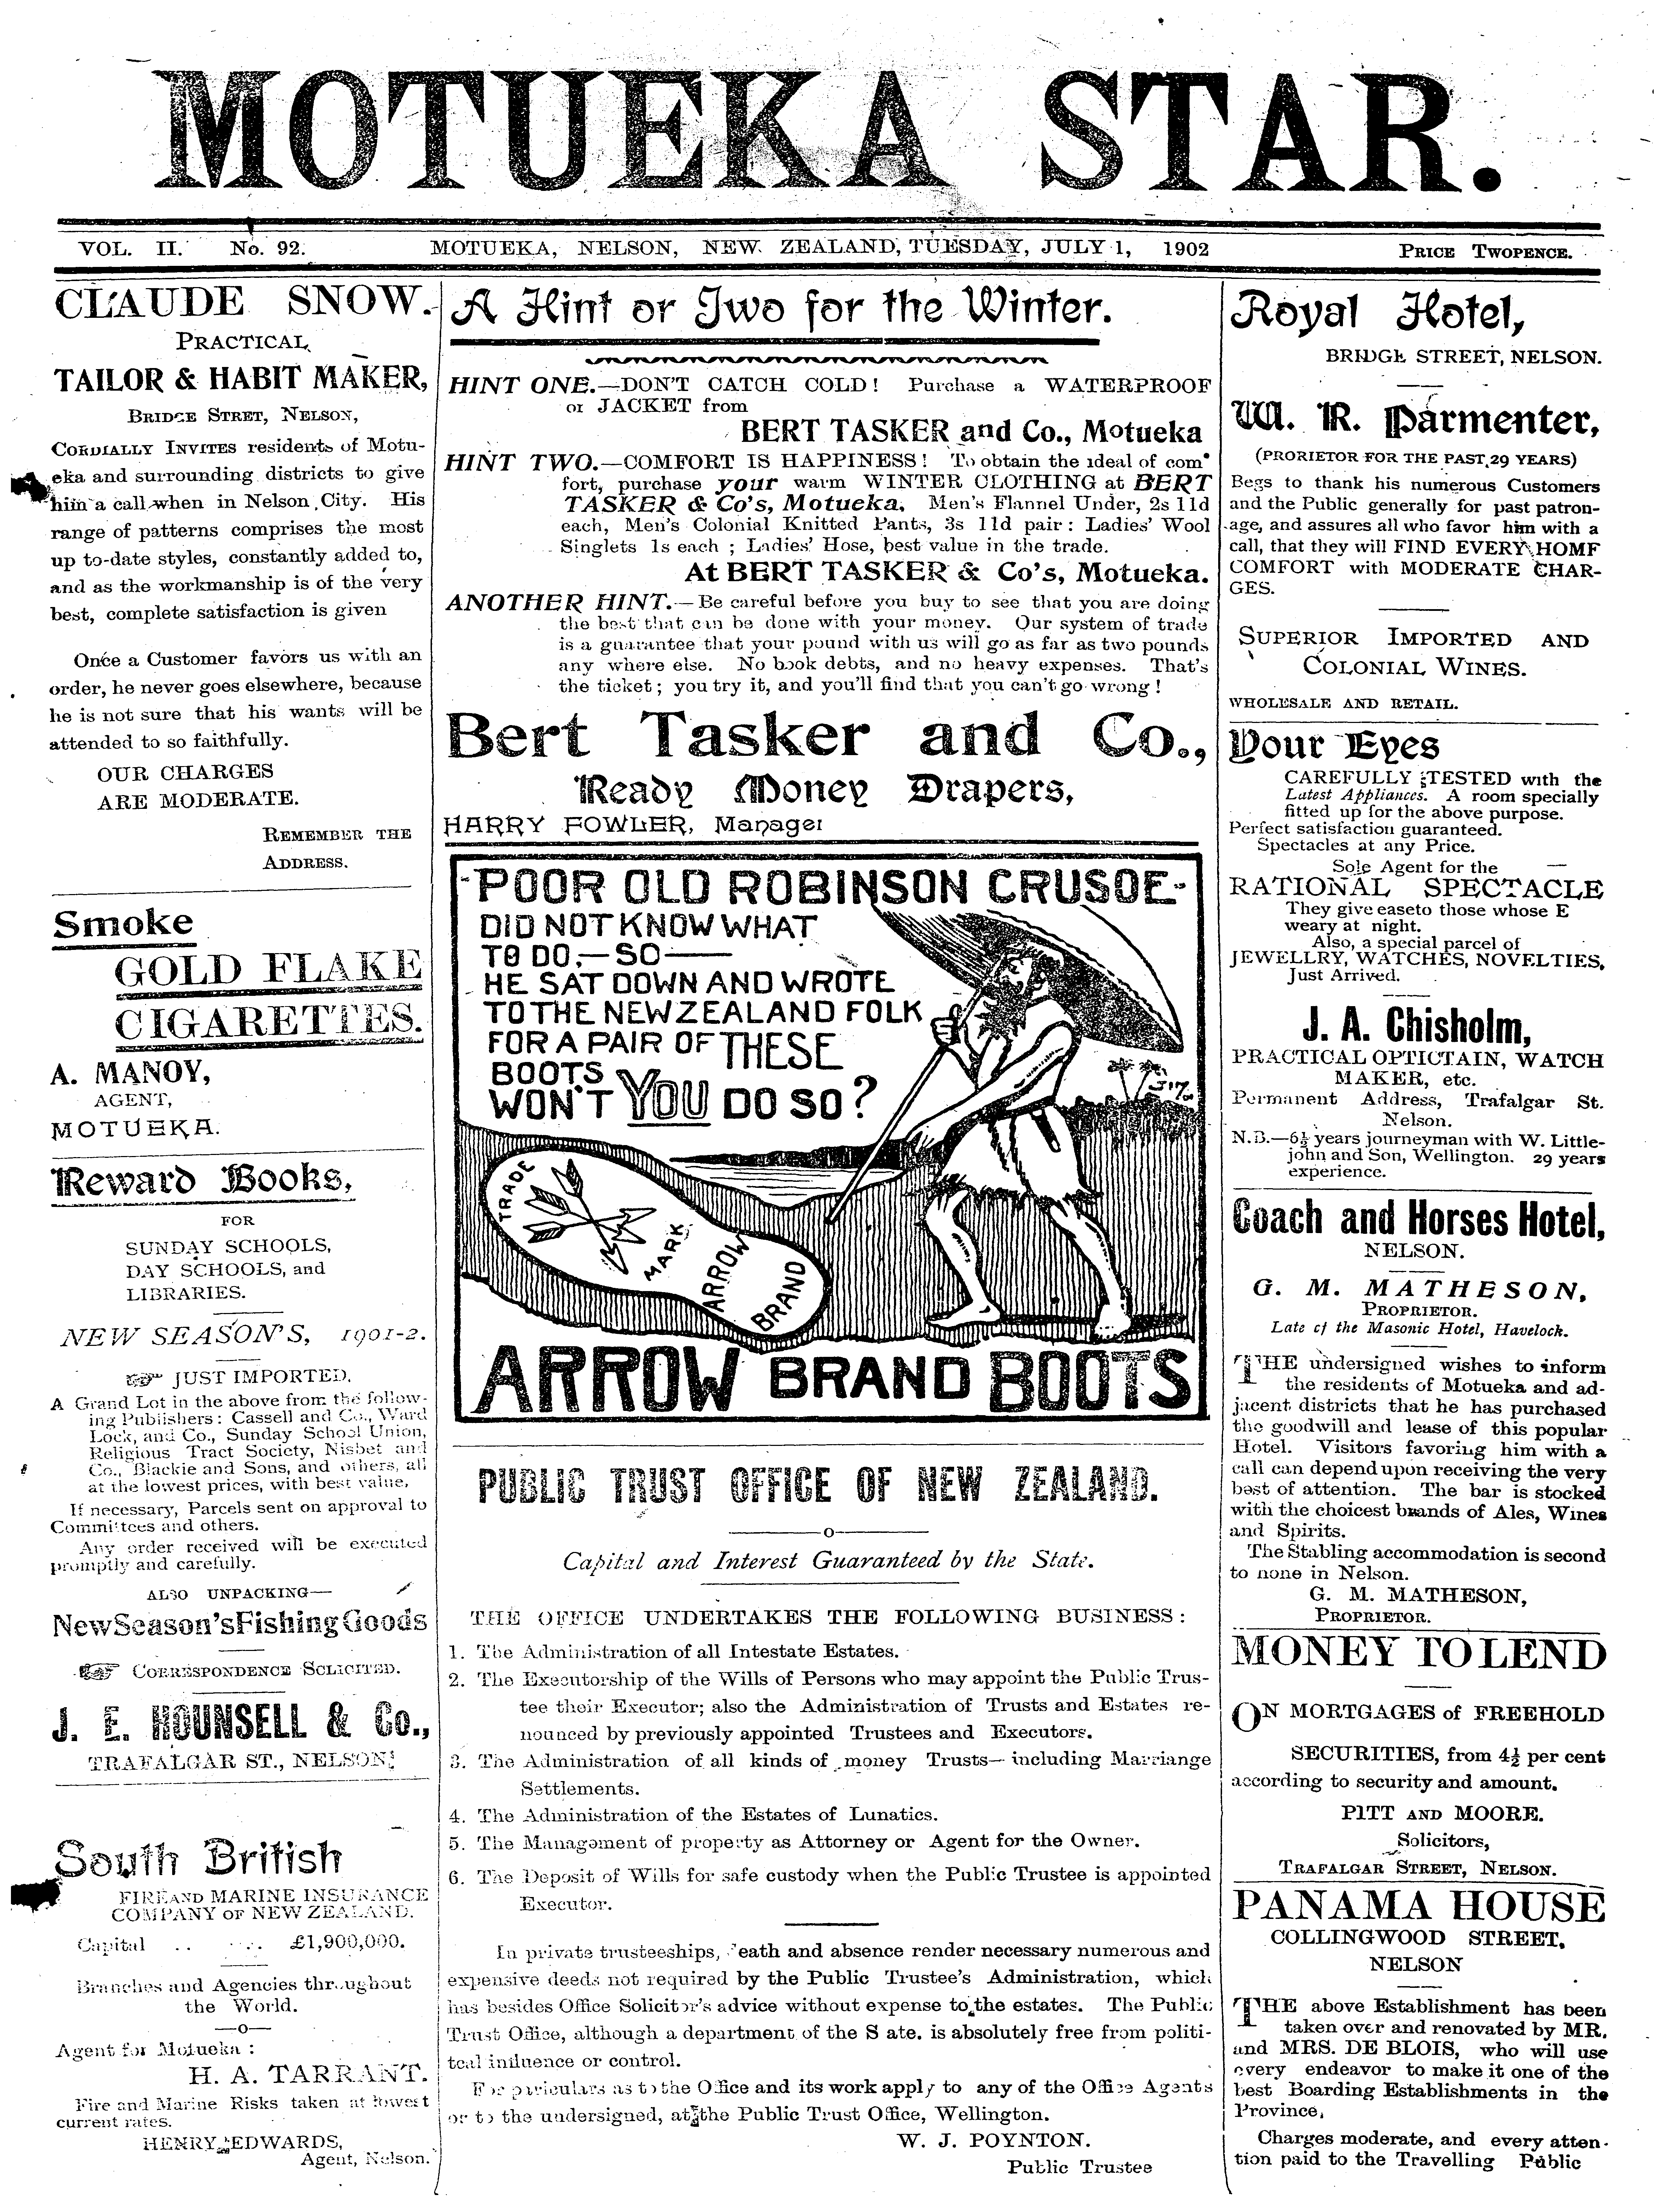 MOTUEKA STAR.
VOL. II. No. 92. MOTUEKA, NELSON, NEW ZEALAND, TUESDAY, JULY 1, 1902 PRICE TWOPENCE.
CLAUDE SNOW.
PRACTICAL
TAILOR & HABIT MAKER,
BRIDGE STRET, NELSON,
CORDIALLY INVITES residents of Motu-
eka and surrounding districts to give
him a call when in Nelson City. His
range of patterns comprises the most
up to-date styles, constantly added to,
and as the workmanship is of the very
best, complete satisfaction is given
Once a Customer favors us with an
order, he never goes elsewhere, because
he is not sure that his wants will be
attended to so faithfully.
OUR CHARGES
ARE MODERATE.
REMEMBER THE
ADDRESS.
Smoke
GOLD FLAKE
CIGARETTES.
A. MANOY,
AGENT,
MOTUEKA.
Reward Books,
FOR
SUNDAY SCHOOLS,
DAY SCHOOLS, and
LIBRARIES.
NEW SEASON'S, 1901-2.
JUST IMPORTED,
A Grand Lot in the above from the follow-
ing Publishers: Cassell and Co., Ward
Lock, and Co., Sunday School Union,
Religious Tract Society, Nisbet and
Co., Blackie and Sons, and others, all
at the lowest prices, with best value,
If necessary, Parcels sent on approval to
Committees and others.
Any order received will be executed
promptly and carefully.
ALSO UNPACKING—
New Season's Fishing Goods
CORRESPONDENCE SOLICITED.
J. E. HOUNSELL & Co.,
TRAFALGAR ST., NELSON.
South British
FIRE AND MARINE INSURANCE
COMPANY OF NEW ZEALAND.
Capital .. .. £1,900,000.
Branches and Agencies throughout
the World.
—o—
Agent for Motueka :
H. A. TARRANT.
Fire and Marine Risks taken at lowest
current rates.
HENRY EDWARDS,
Agent, Nelson.
A Hint or Two for the Winter.
HINT ONE.—DON'T CATCH COLD! Purchase a WATERPROOF
or JACKET from
BERT TASKER and Co., Motueka
HINT TWO.—COMFORT IS HAPPINESS! To obtain the ideal of com-
fort, purchase your warm WINTER CLOTHING at BERT
TASKER & Co's, Motueka. Men's Flannel Under, 2s 11d
each, Men's Colonial Knitted Pants, 3s 11d pair: Ladies' Wool
Singlets 1s each; Ladies' Hose, best value in the trade.
At BERT TASKER & Co's, Motueka.
ANOTHER HINT.—Be careful before you buy to see that you are doing
the best that can be done with your money. Our system of trade
is a guarantee that your pound with us will go as far as two pounds
any where else. No book debts, and no heavy expenses. That's
the ticket; you try it, and you'll find that you can't go wrong!
Bert Tasker and Co.,
Ready Money Drapers,
HARRY FOWLER, Manager
POOR OLD ROBINSON CRUSOE-
DID NOT KNOW WHAT
TO DO,—SO—
HE SAT DOWN AND WROTE
TO THE NEW ZEALAND FOLK
FOR A PAIR OF THESE
BOOTS
WON'T YOU DO SO?
TRADE
MARK
ARROW
BRAND
ARROW BRAND BOOTS
PUBLIC TRUST OFFICE OF NEW ZEALAND.
—o—
Capital and Interest Guaranteed by the State.
THE OFFICE UNDERTAKES THE FOLLOWING BUSINESS:
1. The Administration of all Intestate Estates.
2. The Executorship of the Wills of Persons who may appoint the Public Trus-
tee their Executor; also the Administration of Trusts and Estates re-
nounced by previously appointed Trustees and Executors.
3. The Administration of all kinds of money Trusts—including Marriange
Settlements.
4. The Administration of the Estates of Lunatics.
5. The Management of property as Attorney or Agent for the Owner.
6. The Deposit of Wills for safe custody when the Public Trustee is appointed
Executor.
In private trusteeships, eath and absence render necessary numerous and
expensive deeds not required by the Public Trustee's Administration, which
has besides Office Solicitor's advice without expense to the estates. The Public
Trust Office, although a department of the S ate. is absolutely free from politi-
tcal influence or control.
For particulars as to the Office and its work apply to any of the Office Agents
or to the undersigned, at the Public Trust Office, Wellington.
W. J. POYNTON.
Public Trustee
Royal Hotel,
BRIDGE STREET, NELSON.
W. R. Parmenter,
(PRORIETOR FOR THE PAST 29 YEARS)
Begs to thank his numerous Customers
and the Public generally for past patron-
age, and assures all who favor him with a
call, that they will FIND EVERY HOMF
COMFORT with MODERATE CHAR-
GES.
SUPERIOR IMPORTED AND
COLONIAL WINES.
WHOLESALE AND RETAIL.
Your Eyes
CAREFULLY TESTED with the
Latest Appliances. A room specially
fitted up for the above purpose.
Perfect satisfaction guaranteed.
Spectacles at any Price.
Sole Agent for the
RATIONAL SPECTACLE
They give easeto those whose E
weary at night.
Also, a special parcel of
JEWELLRY, WATCHES, NOVELTIES,
Just Arrived.
J. A. Chisholm,
PRACTICAL OPTICTAIN, WATCH
MAKER, etc.
Permanent Address, Trafalgar St.
Nelson.
N.B.—6½ years journeyman with W. Little-
john and Son, Wellington. 29 years
experience.
Coach and Horses Hotel,
NELSON.
G. M. MATHESON,
PROPRIETOR.
Late of the Masonic Hotel, Havelock.
THE undersigned wishes to inform
the residents of Motueka and ad-
jacent districts that he has purchased
the goodwill and lease of this popular
Hotel. Visitors favoring him with a
call can depend upon receiving the very
best of attention. The bar is stocked
with the choicest brands of Ales, Wines
and Spirits.
The Stabling accommodation is second
to none in Nelson.
G. M. MATHESON,
PROPRIETOR.
MONEY TO LEND
ON MORTGAGES of FREEHOLD
SECURITIES, from 4½ per cent
according to security and amount.
PITT AND MOORE.
Solicitors,
TRAFALGAR STREET, NELSON.
PANAMA HOUSE
COLLINGWOOD STREET,
NELSON
THE above Establishment has been
taken over and renovated by MR.
and MRS. DE BLOIS, who will use
every endeavor to make it one of the
best Boarding Establishments in the
Province,
Charges moderate, and every atten-
tion paid to the Travelling Public